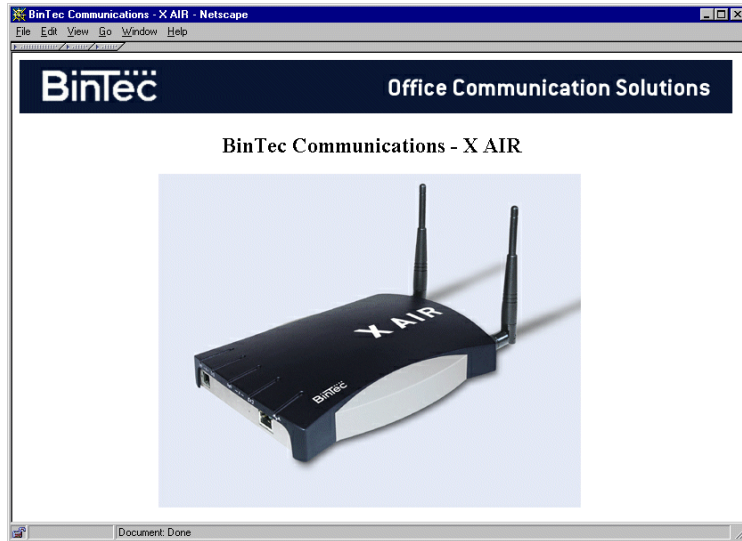 BinTec Communications - X AIR - Netscape
File Edit View Go Window Help
BinTec Office Communication Solutions
BinTec Communications - X AIR
X AIR
BinTec
Document: Done